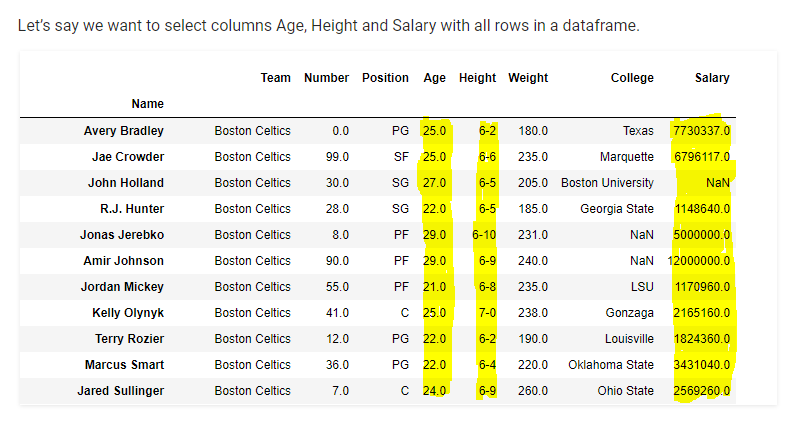 Let's say we want to select columns Age, Height and Salary with all rows in a dataframe.
Team Number Position Age Height Weight College Salary
Name
Avery Bradley Boston Celtics 0.0 PG 25.0 6-2 180.0 Texas 7730337.0
Jae Crowder Boston Celtics 99.0 SF 25.0 6-6 235.0 Marquette 6796117.0
John Holland Boston Celtics 30.0 SG 27.0 6-5 205.0 Boston University NaN
R.J. Hunter Boston Celtics 28.0 SG 22.0 6-5 185.0 Georgia State 1148640.0
Jonas Jerebko Boston Celtics 8.0 PF 29.0 6-10 231.0 NaN 5000000.0
Amir Johnson Boston Celtics 90.0 PF 29.0 6-9 240.0 NaN 12000000.0
Jordan Mickey Boston Celtics 55.0 PF 21.0 6-8 235.0 LSU 1170960.0
Kelly Olynyk Boston Celtics 41.0 C 25.0 7-0 238.0 Gonzaga 2165160.0
Terry Rozier Boston Celtics 12.0 PG 22.0 6-2 190.0 Louisville 1824360.0
Marcus Smart Boston Celtics 36.0 PG 22.0 6-4 220.0 Oklahoma State 3431040.0
Jared Sullinger Boston Celtics 7.0 C 24.0 6-9 260.0 Ohio State 2569260.0